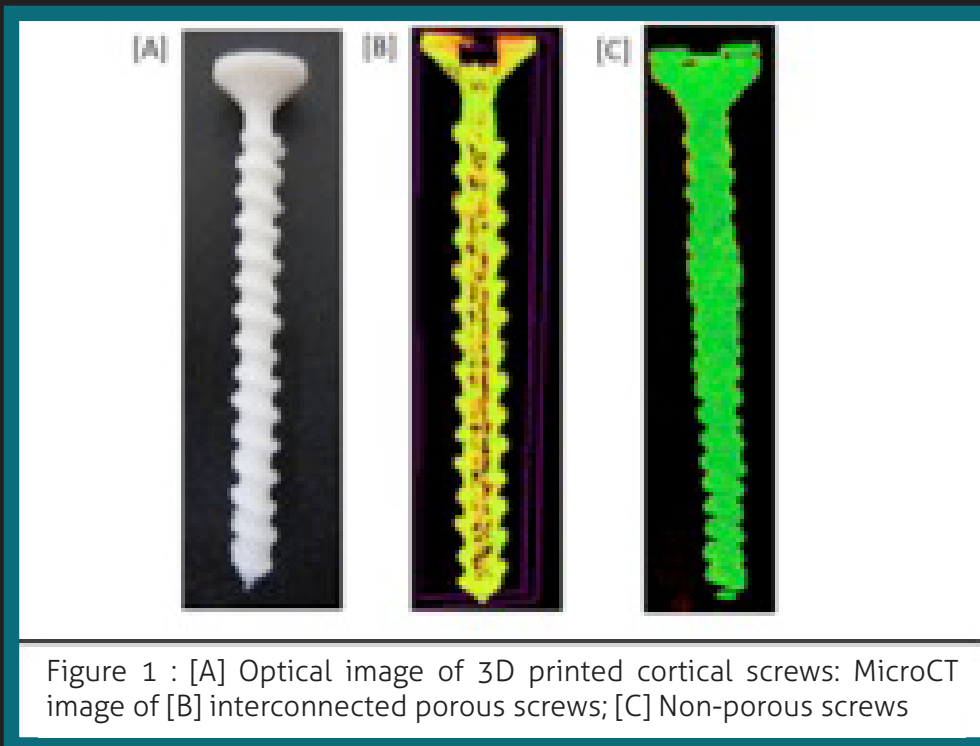 [A] [B] [C]
Figure 1 : [A] Optical image of 3D printed cortical screws: MicroCT
image of [B] interconnected porous screws; [C] Non-porous screws